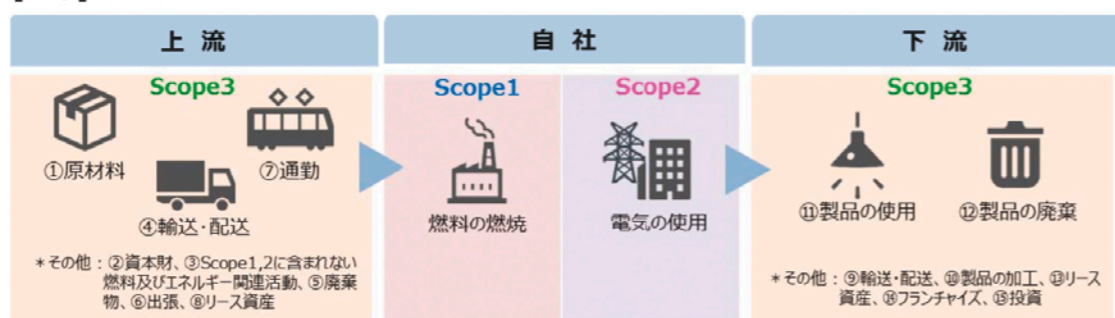 上 流
自 社
下 流
Scope3
Scope1
Scope2
Scope3
①原材料
⑦通勤
④輸送・配送
燃料の燃焼
電気の使用
⑪製品の使用
⑫製品の廃棄
＊その他：②資本財、③Scope1,2に含まれない
燃料及びエネルギー関連活動、⑤廃棄
物、⑥出張、⑧リース資産
＊その他：⑨輸送・配送、⑩製品の加工、⑬リース
資産、⑭フランチャイズ、⑮投資